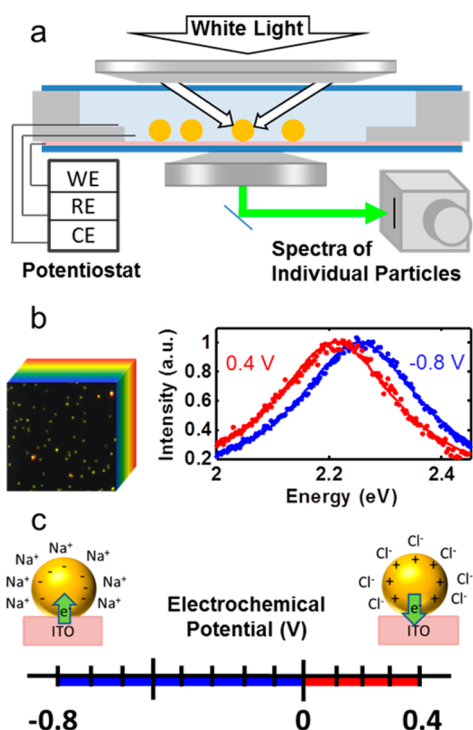 a
White Light
WE
RE
CE
Potentiostat
Spectra of
Individual Particles
b
Intensity (a.u.)
1
0.8
0.6
0.4
0.2
0.4 V
-0.8 V
2
2.2
2.4
Energy (eV)
c
Na⁺ Na⁺ Na⁺
Na⁺ Na⁺
Na⁺ Na⁺
- - - - - - - -
e⁻
ITO
Cl⁻ Cl⁻
Cl⁻ Cl⁻
Cl⁻ Cl⁻
Cl⁻ Cl⁻
+ + + + + + + +
e⁻
ITO
Electrochemical
Potential (V)
-0.8 0 0.4